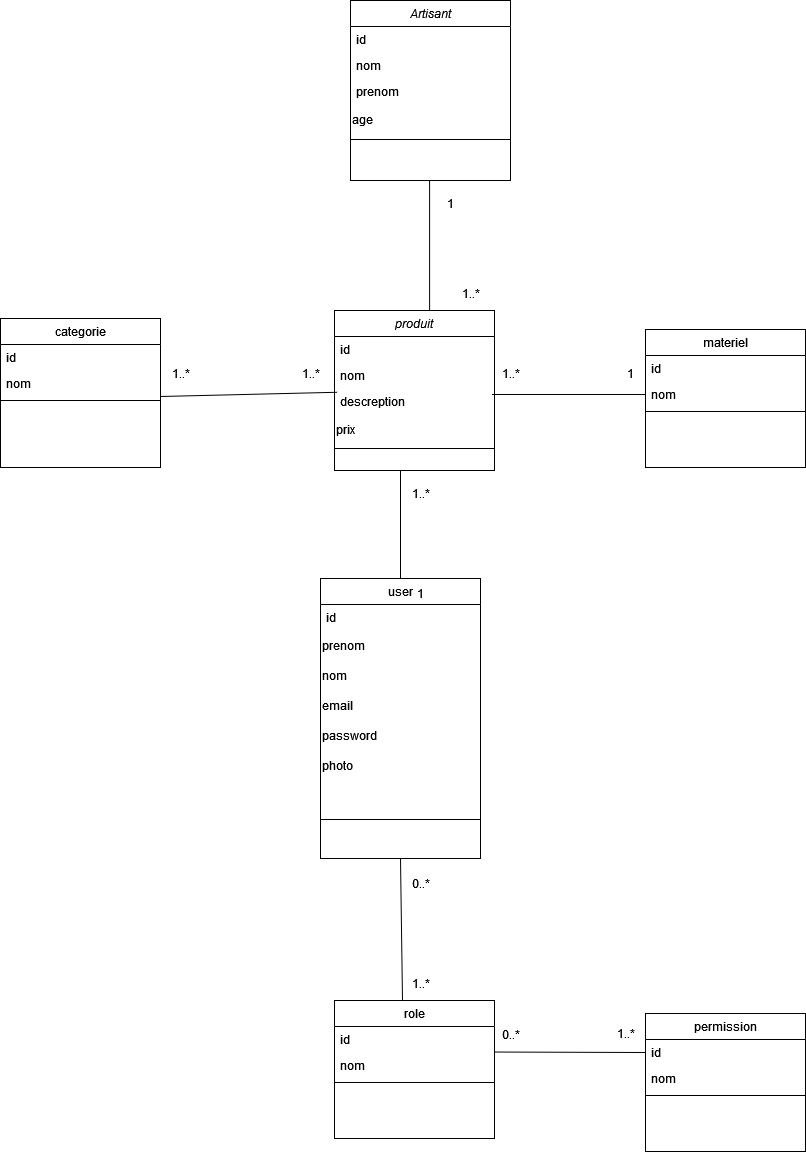 Artisant
id
nom
prenom
age
1
1..*
categorie
id
nom
1..*
1..*
produit
id
nom
descreption
prix
1..*
1
materiel
id
nom
1..*
user 1
id
prenom
nom
email
password
photo
0..*
1..*
role
id
nom
0..*
1..*
permission
id
nom